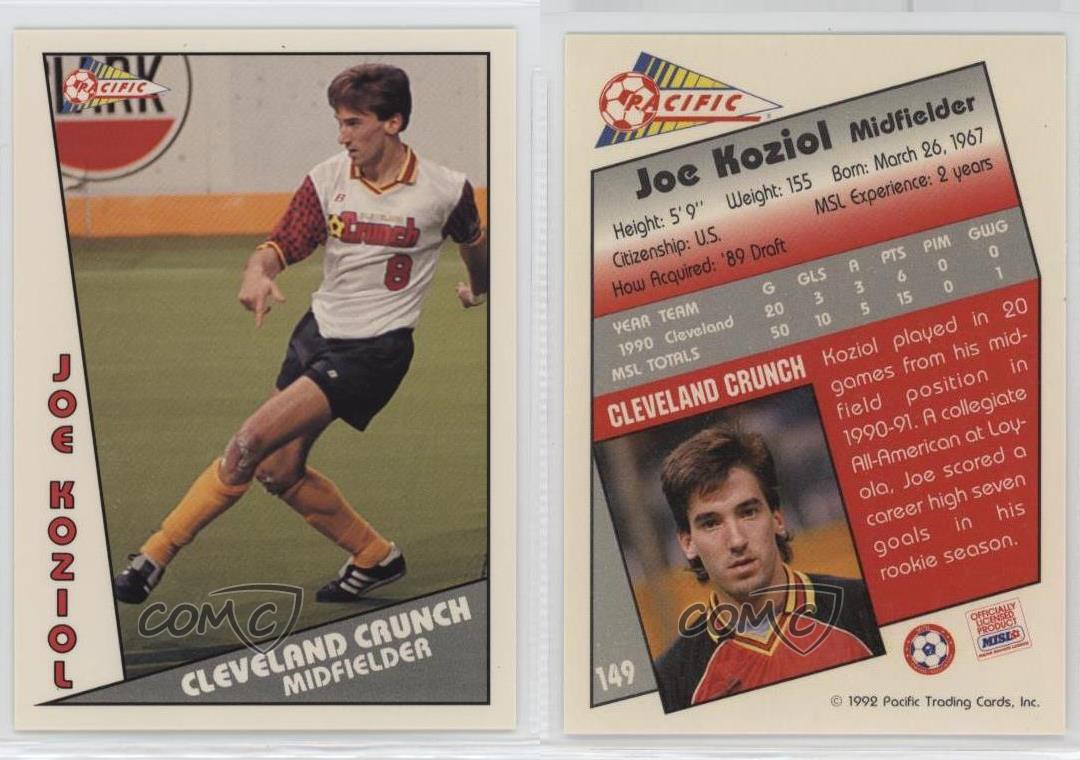 PACIFIC
ARK
CLEVELAND
Crunch
8
JOE KOZIOL
COMC
CLEVELAND CRUNCH
MIDFIELDER
PACIFIC
Joe Koziol Midfielder
Height: 5'9" Weight: 155 Born: March 26, 1967
Citizenship: U.S. MSL Experience: 2 years
How Acquired: '89 Draft
YEAR TEAM G GLS A PTS PIM GWG
1990 Cleveland 20 3 3 6 0 0
MSL TOTALS 50 10 5 15 0 1
CLEVELAND CRUNCH
Koziol played in 20
games from his mid-
field position in
1990-91. A collegiate
All-American at Loy-
ola, Joe scored a
career high seven
goals in his
rookie season.
COMC
149
OFFICIALLY
LICENSED
PRODUCT
MISL
© 1992 Pacific Trading Cards, Inc.